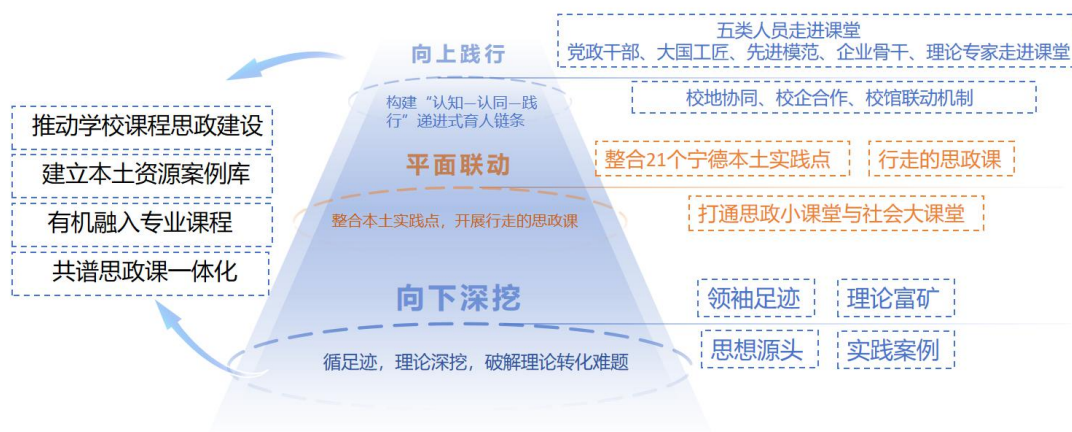 五类人员走进课堂
党政干部、大国工匠、先进模范、企业骨干、理论专家走进课堂
向上践行
构建“认知—认同—践
行”递进式育人链条
校地协同、校企合作、校馆联动机制
推动学校课程思政建设
建立本土资源案例库
有机融入专业课程
共谱思政课一体化
平面联动
整合21个宁德本土实践点
行走的思政课
整合本土实践点，开展行走的思政课
打通思政小课堂与社会大课堂
向下深挖
领袖足迹
理论富矿
循足迹，理论深挖，破解理论转化难题
思想源头
实践案例